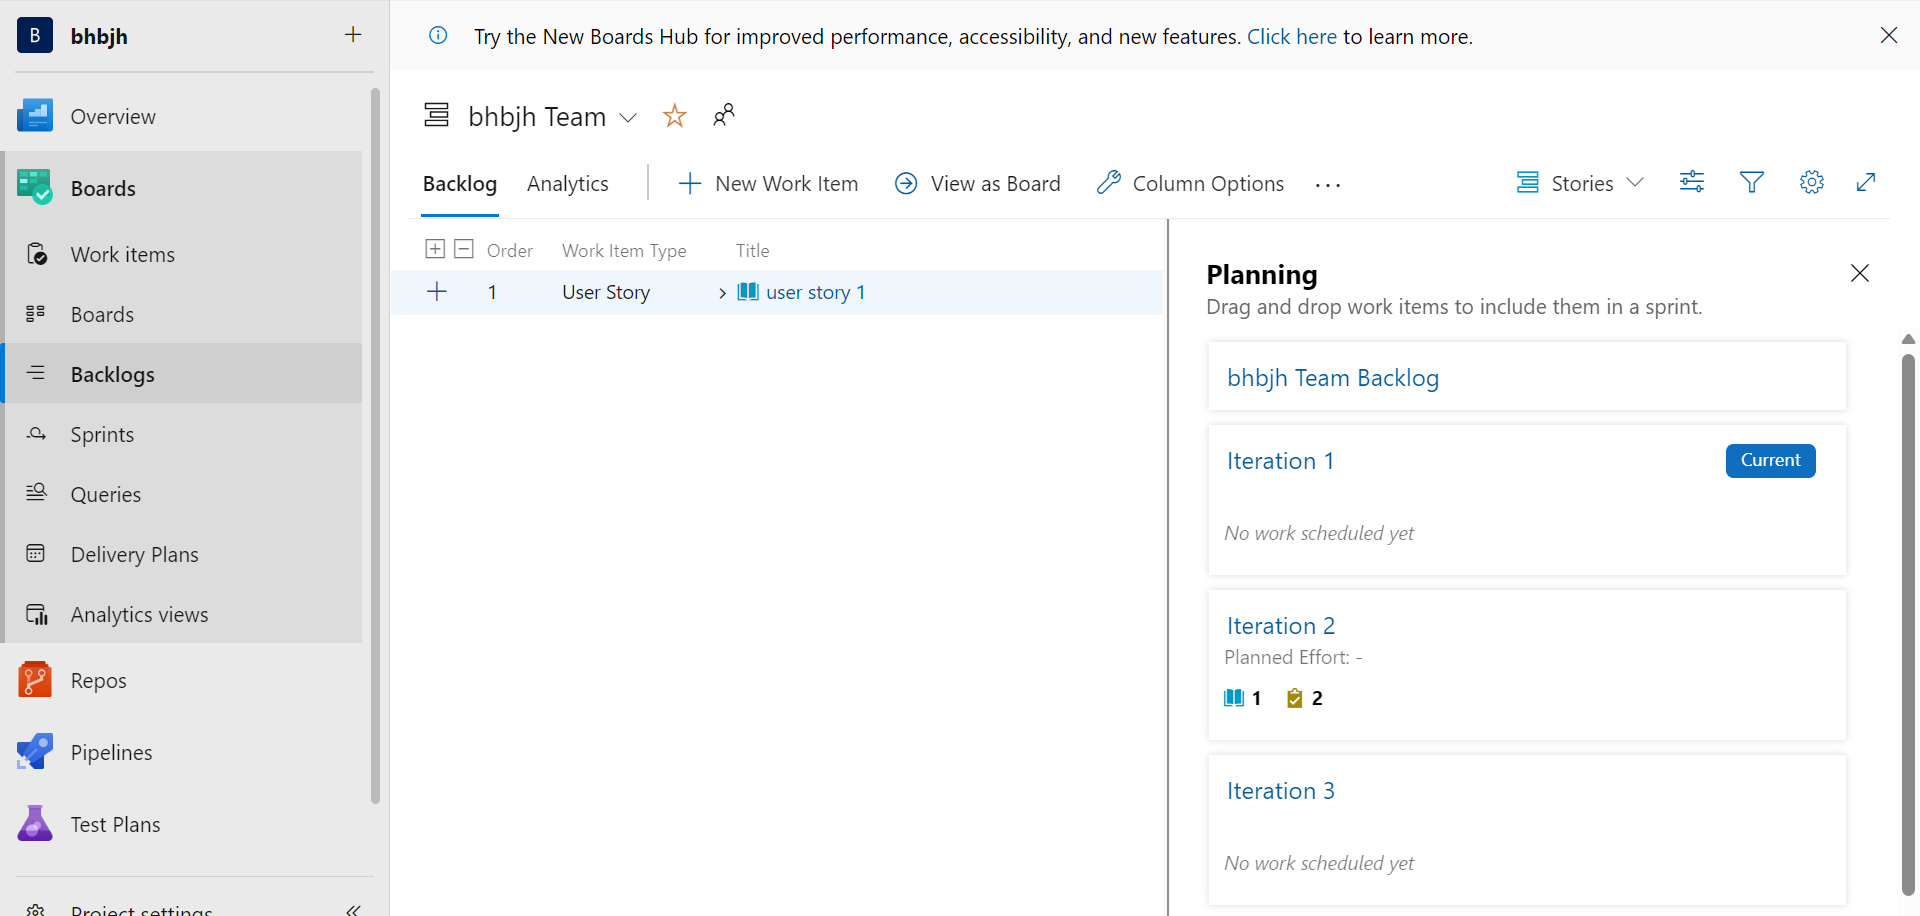 B bhbjh +
Try the New Boards Hub for improved performance, accessibility, and new features. Click here to learn more.
Overview
Boards
Work items
Boards
Backlogs
Sprints
Queries
Delivery Plans
Analytics views
Repos
Pipelines
Test Plans
Project settings
bhbjh Team
Backlog Analytics New Work Item View as Board Column Options ... Stories
Order Work Item Type Title
1 User Story user story 1
Planning
Drag and drop work items to include them in a sprint.
bhbjh Team Backlog
Iteration 1 Current
No work scheduled yet
Iteration 2
Planned Effort: -
1 2
Iteration 3
No work scheduled yet